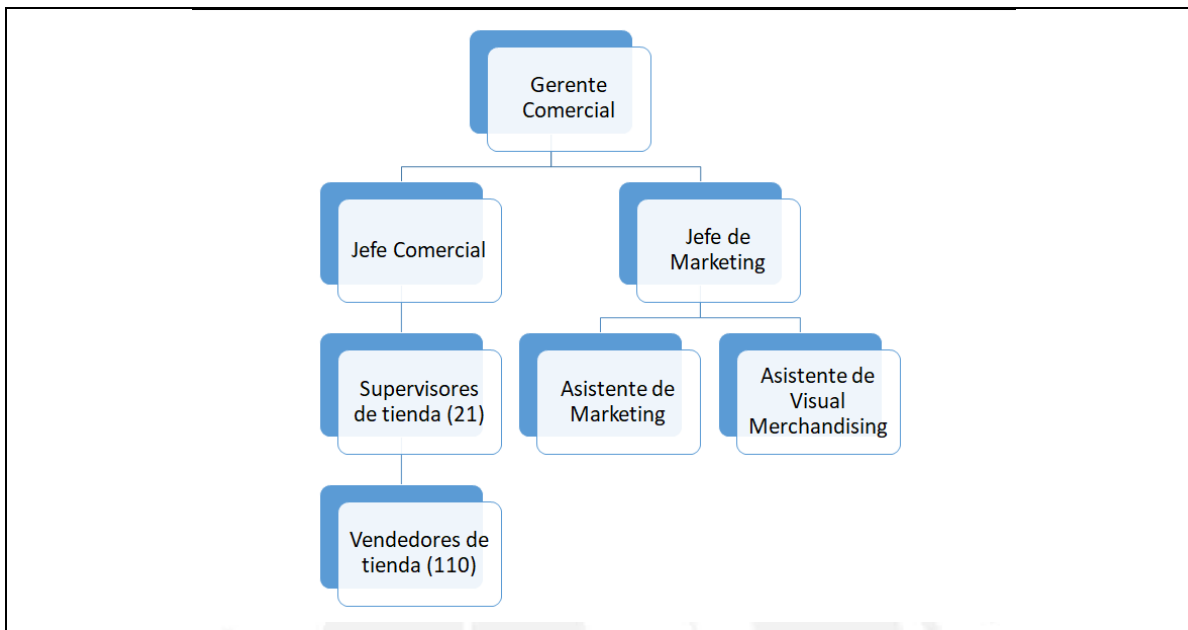 Gerente
Comercial
Jefe Comercial
Jefe de
Marketing
Supervisores
de tienda (21)
Asistente de
Marketing
Asistente de
Visual
Merchandising
Vendedores de
tienda (110)